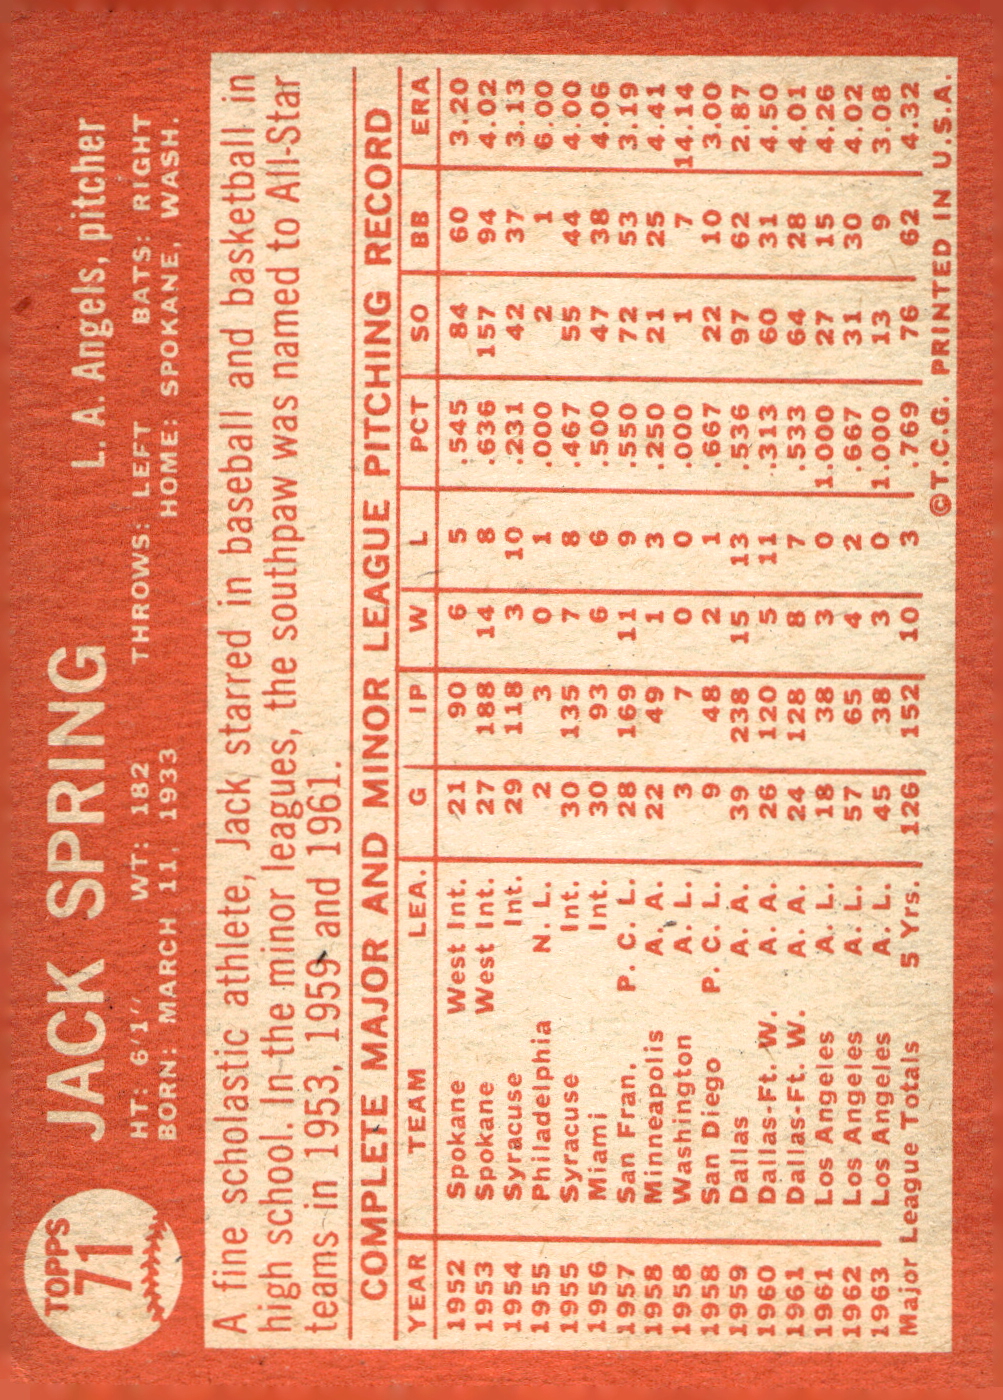 TOPPS
71
JACK SPRING L. A. Angels, pitcher
HT: 6'1" WT: 182 THROWS: LEFT BATS: RIGHT
BORN: MARCH 11, 1933 HOME: SPOKANE, WASH.
A fine scholastic athlete, Jack starred in baseball and basketball in
high school. In the minor leagues, the southpaw was named to All-Star
teams in 1953, 1959 and 1961.
COMPLETE MAJOR AND MINOR LEAGUE PITCHING RECORD
YEAR TEAM LEA. G IP W L PCT SO BB ERA
1952 Spokane West Int. 21 90 6 5 .545 84 60 3.20
1953 Spokane West Int. 27 188 14 8 .636 157 94 4.02
1954 Syracuse Int. 29 118 3 10 .231 42 37 3.13
1955 Philadelphia N. L. 2 3 0 1 .000 2 1 6.00
1955 Syracuse Int. 30 135 7 8 .467 55 44 4.00
1956 Miami Int. 30 93 6 6 .500 47 38 4.06
1957 San Fran. P. C. L. 28 169 11 9 .550 72 53 3.19
1958 Minneapolis A. A. 22 49 1 3 .250 21 25 4.41
1958 Washington A. L. 3 7 0 0 .000 1 7 14.14
1958 San Diego P. C. L. 9 48 2 1 .667 22 10 3.00
1959 Dallas A. A. 39 238 15 13 .536 97 62 2.87
1960 Dallas-Ft. W. A. A. 26 120 5 11 .313 60 31 4.50
1961 Dallas-Ft. W. A. A. 24 128 8 7 .533 64 28 4.01
1961 Los Angeles A. L. 18 38 3 0 1.000 27 15 4.26
1962 Los Angeles A. L. 57 65 4 2 .667 31 30 4.02
1963 Los Angeles A. L. 45 38 3 0 1.000 13 9 3.08
Major League Totals 5 Yrs. 126 152 10 3 .769 76 62 4.32
©T.C.G. PRINTED IN U.S.A.